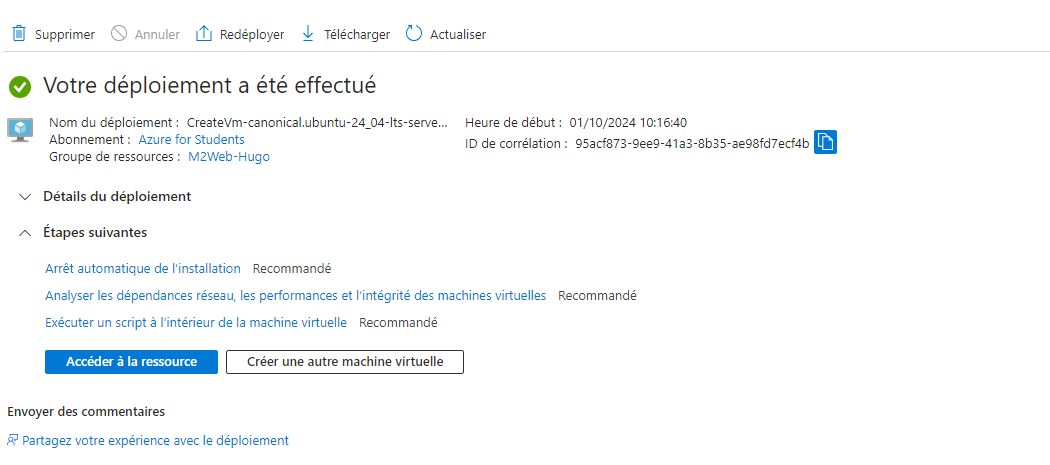 Supprimer Annuler Redéployer Télécharger Actualiser
Votre déploiement a été effectué
Nom du déploiement : CreateVm-canonical.ubuntu-24_04-lts-serve...
Abonnement : Azure for Students
Groupe de ressources : M2Web-Hugo
Heure de début : 01/10/2024 10:16:40
ID de corrélation : 95acf873-9ee9-41a3-8b35-ae98fd7ecf4b
Détails du déploiement
Étapes suivantes
Arrêt automatique de l'installation Recommandé
Analyser les dépendances réseau, les performances et l'intégrité des machines virtuelles Recommandé
Exécuter un script à l'intérieur de la machine virtuelle Recommandé
Accéder à la ressource Créer une autre machine virtuelle
Envoyer des commentaires
Partagez votre expérience avec le déploiement